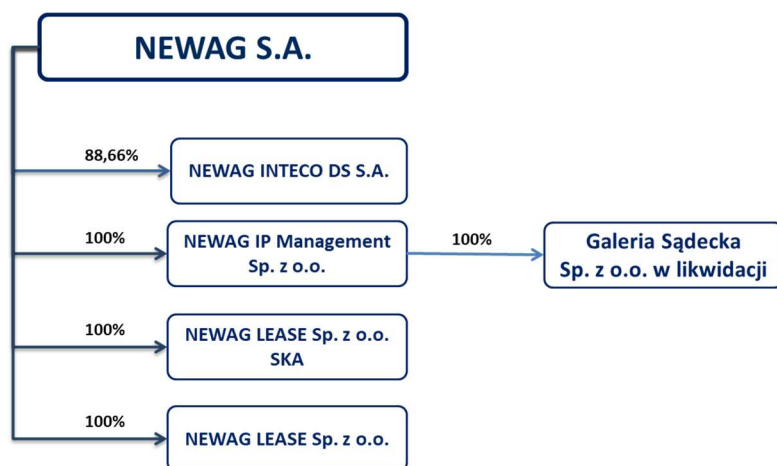 NEWAG S.A.
88,66%
NEWAG INTECO DS S.A.
100%
NEWAG IP Management
Sp. z o.o.
100%
Galeria Sądecka
Sp. z o.o. w likwidacji
100%
NEWAG LEASE Sp. z o.o.
SKA
100%
NEWAG LEASE Sp. z o.o.